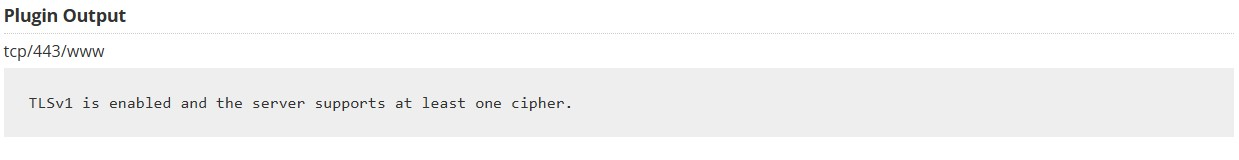 Plugin Output
tcp/443/www
TLSv1 is enabled and the server supports at least one cipher.